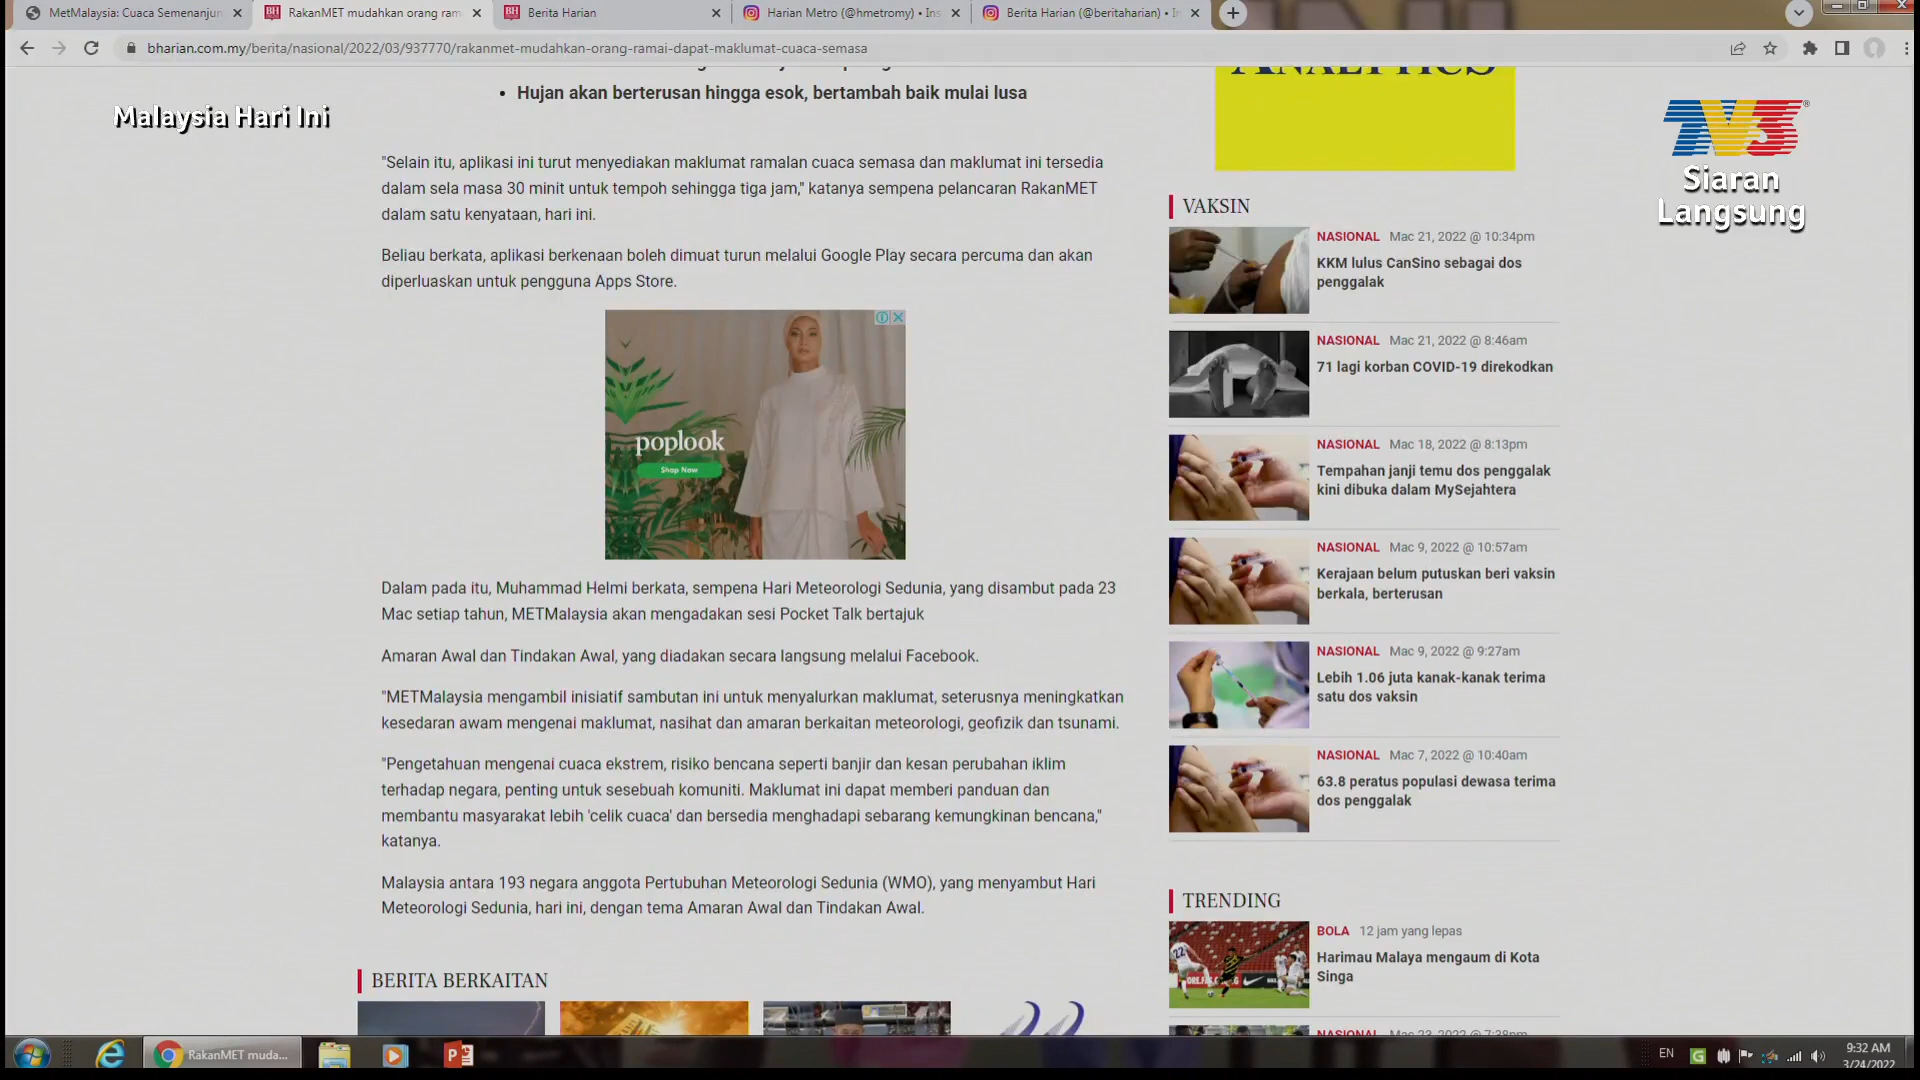 MetMalaysia: Cuaca Semenanjun
RakanMET mudahkan orang ram
Berita Harian
Harian Metro (@hmetromy) • Ins
Berita Harian (@beritaharian) • In
bharian.com.my/berita/nasional/2022/03/937770/rakanmet-mudahkan-orang-ramai-dapat-maklumat-cuaca-semasa
Malaysia Hari Ini
TV3
Siaran
Langsung
• Hujan akan berterusan hingga esok, bertambah baik mulai lusa
"Selain itu, aplikasi ini turut menyediakan maklumat ramalan cuaca semasa dan maklumat ini tersedia
dalam sela masa 30 minit untuk tempoh sehingga tiga jam," katanya sempena pelancaran RakanMET
dalam satu kenyataan, hari ini.
Beliau berkata, aplikasi berkenaan boleh dimuat turun melalui Google Play secara percuma dan akan
diperluaskan untuk pengguna Apps Store.
poplook
Shop Now
Dalam pada itu, Muhammad Helmi berkata, sempena Hari Meteorologi Sedunia, yang disambut pada 23
Mac setiap tahun, METMalaysia akan mengadakan sesi Pocket Talk bertajuk
Amaran Awal dan Tindakan Awal, yang diadakan secara langsung melalui Facebook.
"METMalaysia mengambil inisiatif sambutan ini untuk menyalurkan maklumat, seterusnya meningkatkan
kesedaran awam mengenai maklumat, nasihat dan amaran berkaitan meteorologi, geofizik dan tsunami.
"Pengetahuan mengenai cuaca ekstrem, risiko bencana seperti banjir dan kesan perubahan iklim
terhadap negara, penting untuk sesebuah komuniti. Maklumat ini dapat memberi panduan dan
membantu masyarakat lebih 'celik cuaca' dan bersedia menghadapi sebarang kemungkinan bencana,"
katanya.
Malaysia antara 193 negara anggota Pertubuhan Meteorologi Sedunia (WMO), yang menyambut Hari
Meteorologi Sedunia, hari ini, dengan tema Amaran Awal dan Tindakan Awal.
BERITA BERKAITAN
ANALYTICS
VAKSIN
NASIONAL Mac 21, 2022 @ 10:34pm
KKM lulus CanSino sebagai dos
penggalak
NASIONAL Mac 21, 2022 @ 8:46am
71 lagi korban COVID-19 direkodkan
NASIONAL Mac 18, 2022 @ 8:13pm
Tempahan janji temu dos penggalak
kini dibuka dalam MySejahtera
NASIONAL Mac 9, 2022 @ 10:57am
Kerajaan belum putuskan beri vaksin
berkala, berterusan
NASIONAL Mac 9, 2022 @ 9:27am
Lebih 1.06 juta kanak-kanak terima
satu dos vaksin
NASIONAL Mac 7, 2022 @ 10:40am
63.8 peratus populasi dewasa terima
dos penggalak
TRENDING
BOLA 12 jam yang lepas
Harimau Malaya mengaum di Kota
Singa
NASIONAL Mac 23, 2022 @ 7:38pm
RakanMET muda...
EN
9:32 AM
3/24/2022